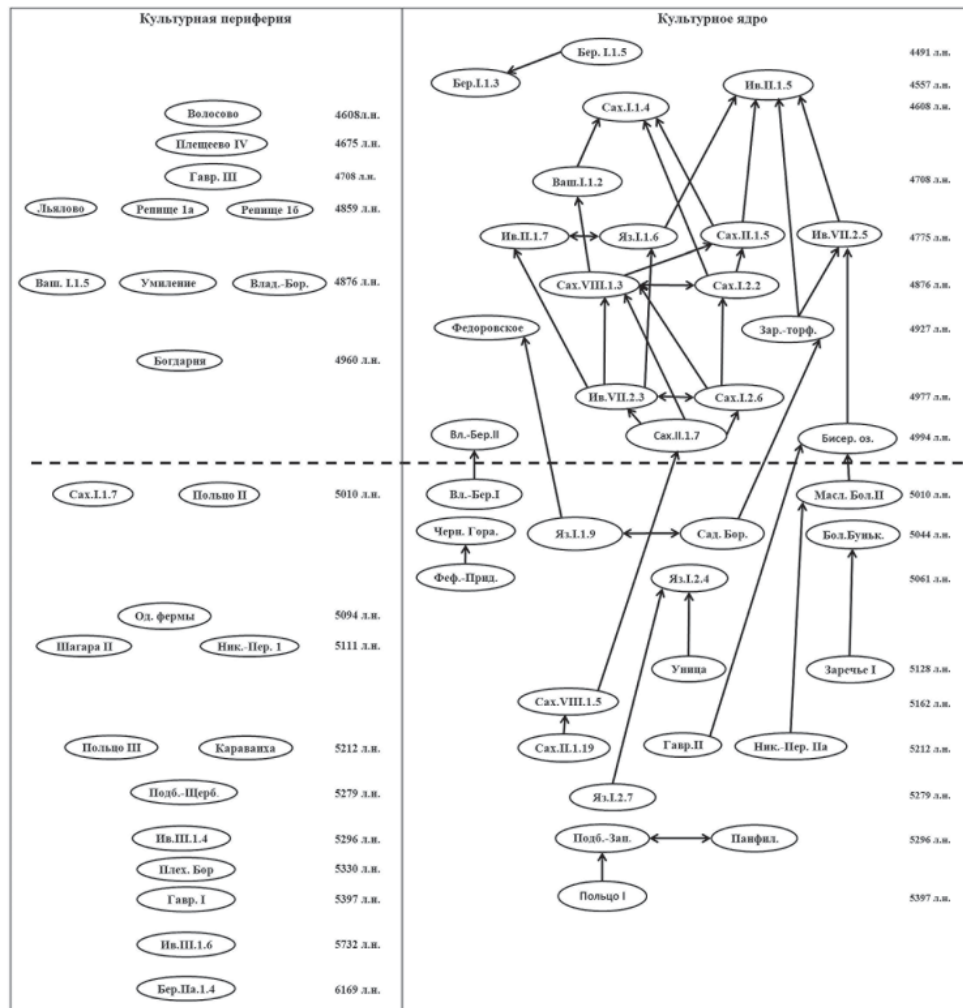 Культурная периферия
Волосово 4608л.н.
Плещеево IV 4675 л.н.
Гавр. III 4708 л.н.
Льялово Репище 1а Репище 1б 4859 л.н.
Ваш. I.1.5 Умиление Влад.-Бор. 4876 л.н.
Богдарня 4960 л.н.
Сах.I.1.7 Польцо II 5010 л.н.
Од. фермы 5094 л.н.
Шагара II Ник.-Пер. 1 5111 л.н.
Польцо III Караваиха 5212 л.н.
Подб.-Щерб. 5279 л.н.
Ив.III.1.4 5296 л.н.
Плех. Бор 5330 л.н.
Гавр. I 5397 л.н.
Ив.III.1.6 5732 л.н.
Бер.IIа.1.4 6169 л.н.
Культурное ядро
Бер. I.1.5 4491 л.н.
Бер.I.1.3 Ив.II.1.5 4557 л.н.
Сах.I.1.4 4608 л.н.
Ваш.I.1.2 4708 л.н.
Ив.II.1.7 Яз.I.1.6 Сах.II.1.5 Ив.VII.2.5 4775 л.н.
Сах.VIII.1.3 Сах.I.2.2 4876 л.н.
Федоровское Зар.-торф. 4927 л.н.
Ив.VII.2.3 Сах.I.2.6 4977 л.н.
Вл.-Бер.II Сах.II.1.7 Бисер. оз. 4994 л.н.
Вл.-Бер.I Масл. Бол.II 5010 л.н.
Черн. Гора. Яз.I.1.9 Сад. Бор. Бол.Буньк. 5044 л.н.
Феф.-Прид. Яз.I.2.4 5061 л.н.
Уница Заречье I 5128 л.н.
Сах.VIII.1.5 5162 л.н.
Сах.II.1.19 Гавр.II Ник.-Пер. IIа 5212 л.н.
Яз.I.2.7 5279 л.н.
Подб.-Зап. Панфил. 5296 л.н.
Польцо I 5397 л.н.